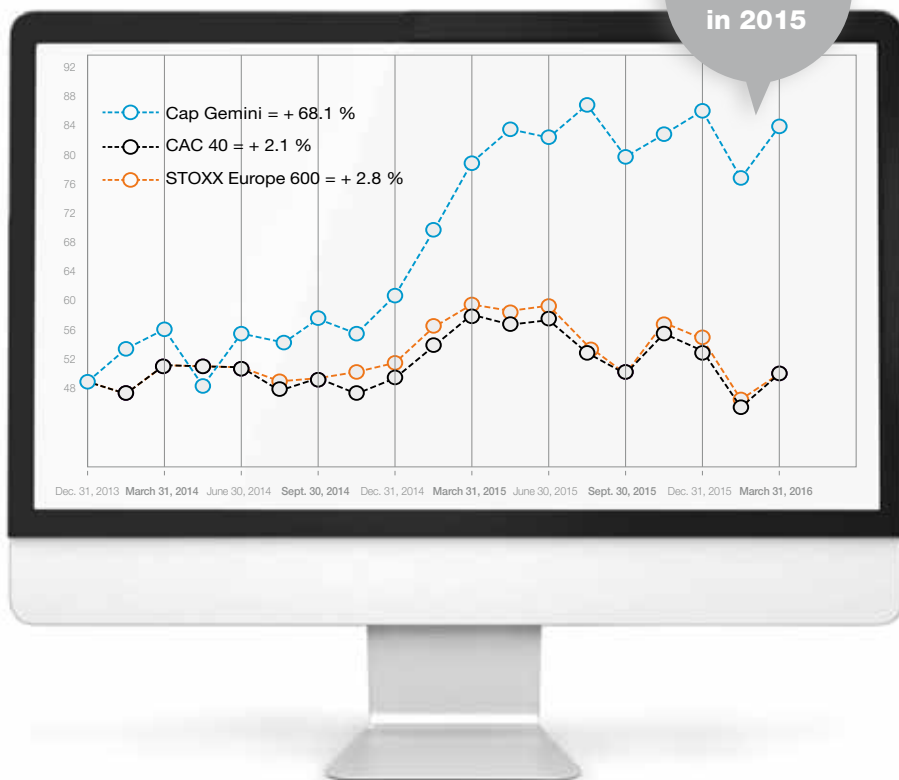 in 2015
92
88
84
80
76
72
68
64
60
56
52
48
Cap Gemini = + 68.1 %
CAC 40 = + 2.1 %
STOXX Europe 600 = + 2.8 %
Dec. 31, 2013 March 31, 2014 June 30, 2014 Sept. 30, 2014 Dec. 31, 2014 March 31, 2015 June 30, 2015 Sept. 30, 2015 Dec. 31, 2015 March 31, 2016